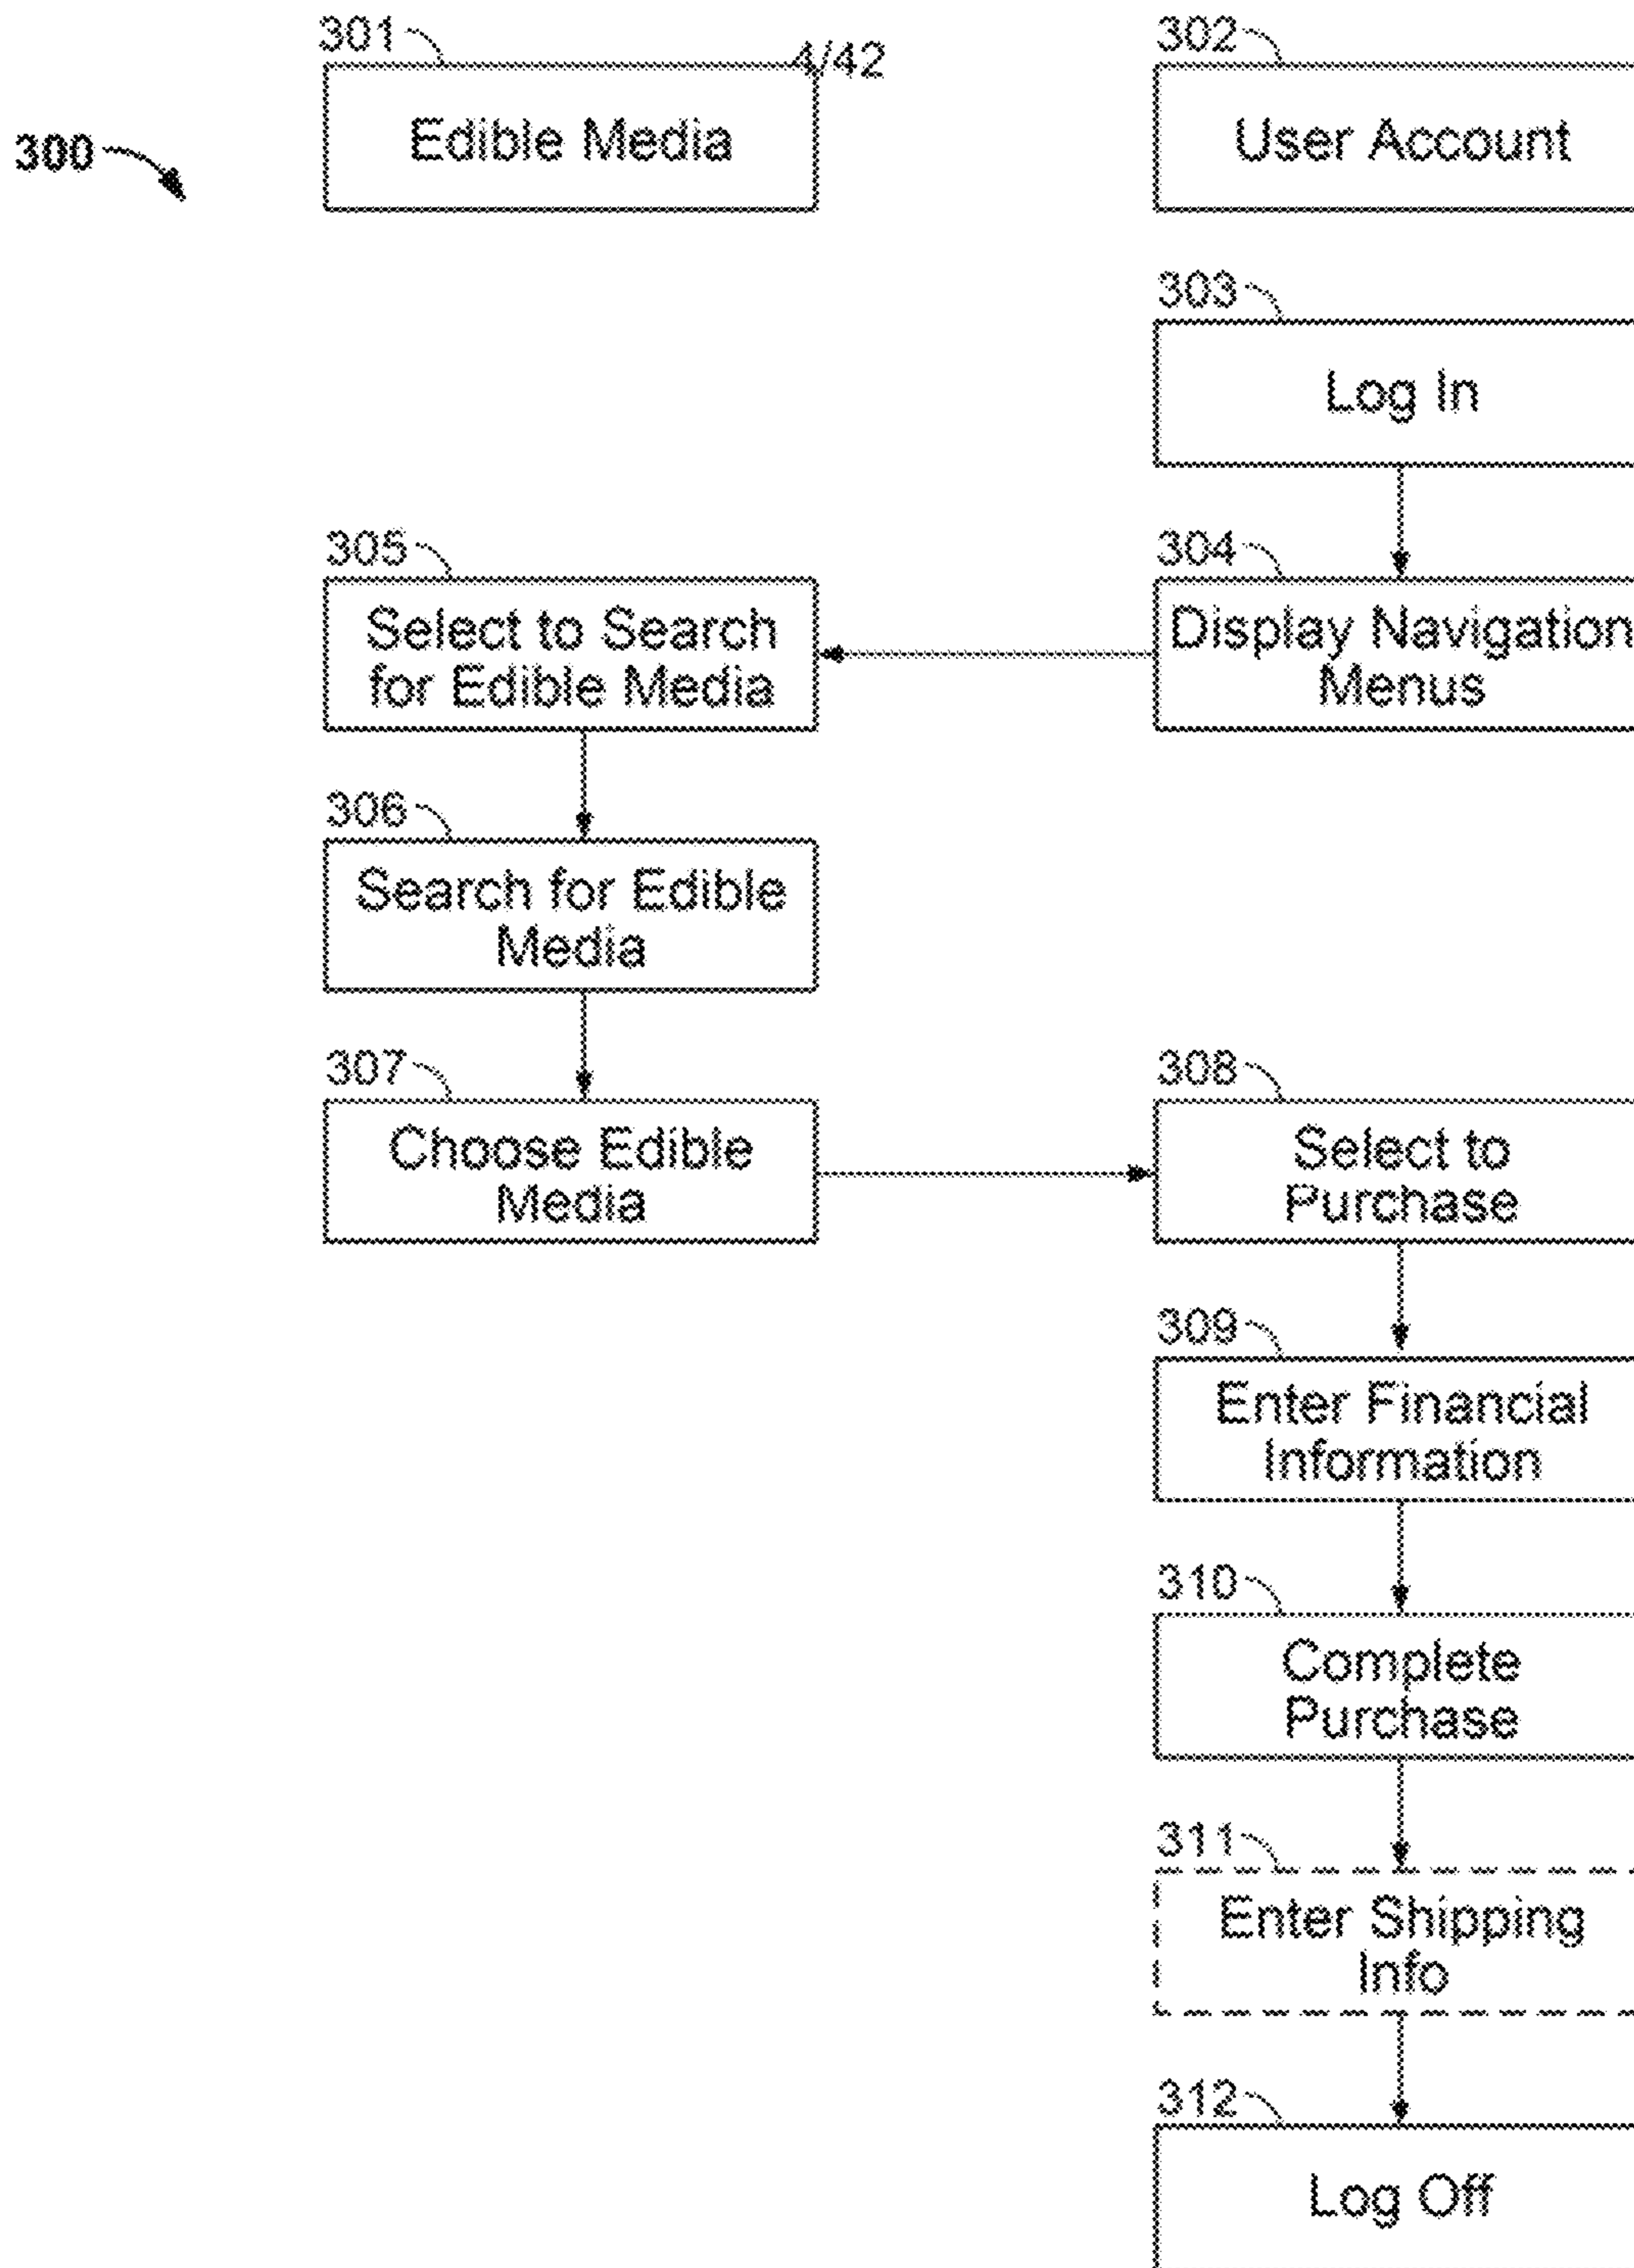 301
4/42
302
Edible Media
User Account
300
303
Log In
305
304
Select to Search
for Edible Media
Display Navigation
Menus
306
Search for Edible
Media
307
308
Choose Edible
Media
Select to
Purchase
309
Enter Financial
Information
310
Complete
Purchase
311
Enter Shipping
Info
312
Log Off